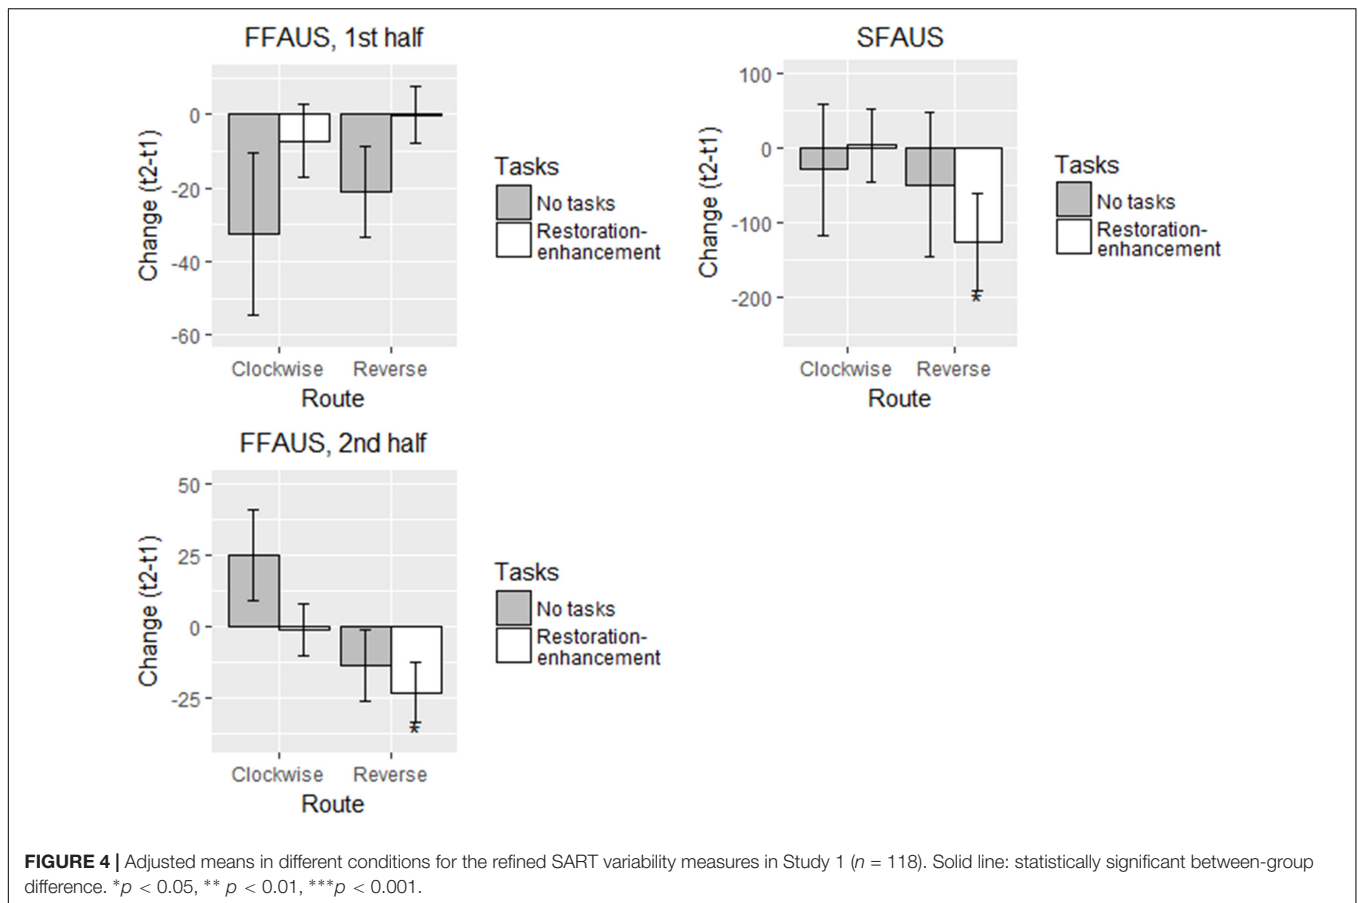 FFAUS, 1st half
Change (t2-t1)
0
-20
-40
-60
Clockwise Reverse
Route
Tasks
No tasks
Restoration-
enhancement
SFAUS
Change (t2-t1)
100
0
-100
-200
*
Clockwise Reverse
Route
Tasks
No tasks
Restoration-
enhancement
FFAUS, 2nd half
Change (t2-t1)
50
25
0
-25
*
Clockwise Reverse
Route
Tasks
No tasks
Restoration-
enhancement
FIGURE 4 | Adjusted means in different conditions for the refined SART variability measures in Study 1 (n = 118). Solid line: statistically significant between-group
difference. *p < 0.05, ** p < 0.01, ***p < 0.001.